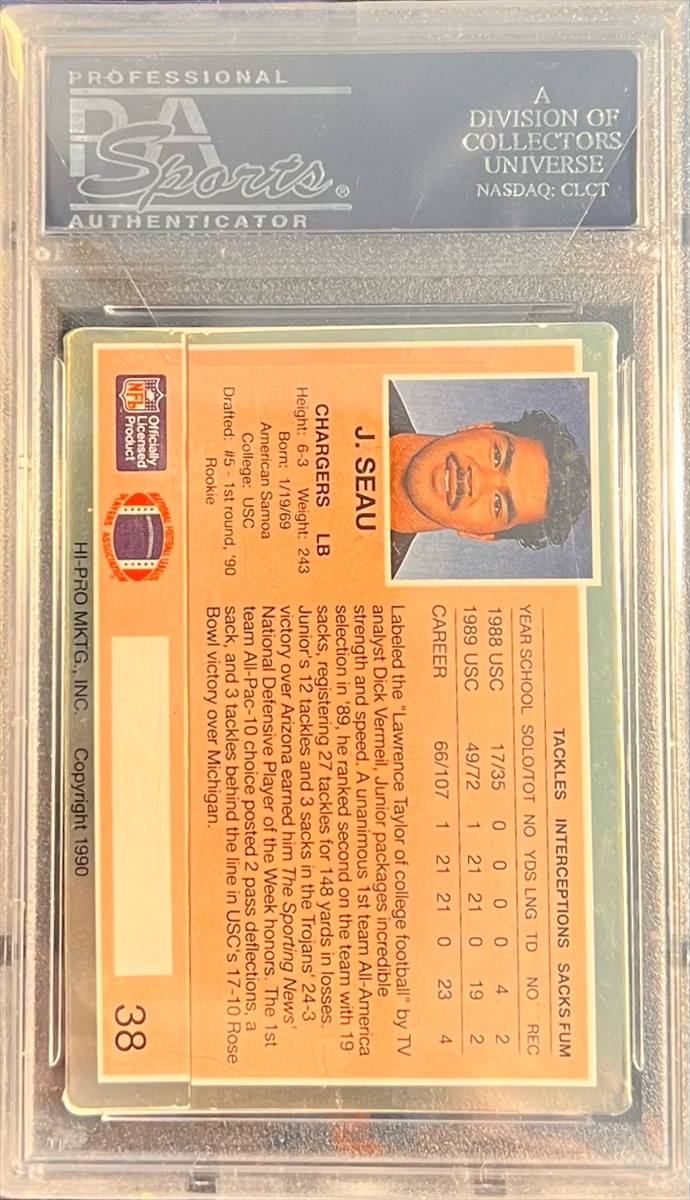 PROFESSIONAL
PSA
Sports®
AUTHENTICATOR
A
DIVISION OF
COLLECTORS
UNIVERSE
NASDAQ: CLCT
J. SEAU
CHARGERS LB
Height: 6-3 Weight: 243
Born: 1/19/69
American Samoa
College: USC
Drafted: #5 - 1st round, '90
Rookie
TACKLES INTERCEPTIONS SACKS FUM
YEAR SCHOOL SOLO/TOT NO YDS LNG TD NO REC
1988 USC 17/35 0 0 0 0 4 2
1989 USC 49/72 1 21 21 0 19 2
CAREER 66/107 1 21 21 0 23 4
Labeled the "Lawrence Taylor of college football" by TV
analyst Dick Vermeil, Junior packages incredible
strength and speed. A unanimous 1st team All-America
selection in '89, he ranked second on the team with 19
sacks, registering 27 tackles for 148 yards in losses.
Junior's 12 tackles and 3 sacks in the Trojans' 24-3
victory over Arizona earned him The Sporting News'
National Defensive Player of the Week honors. The 1st
team All-Pac-10 choice posted 2 pass deflections, a
sack, and 3 tackles behind the line in USC's 17-10 Rose
Bowl victory over Michigan.
NFL
Officially
Licensed
Product
NATIONAL FOOTBALL LEAGUE
PLAYERS ASSOCIATION
38
HI-PRO MKTG., INC. Copyright 1990